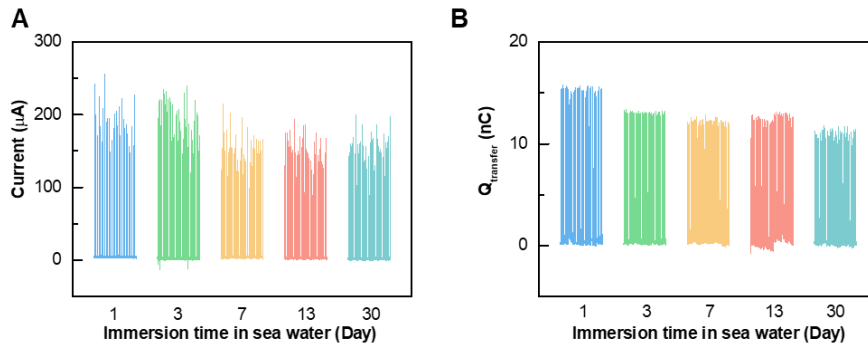 A
300
200
100
0
Current (μA)
1 3 7 13 30
Immersion time in sea water (Day)
B
20
10
0
Q_transfer (nC)
1 3 7 13 30
Immersion time in sea water (Day)